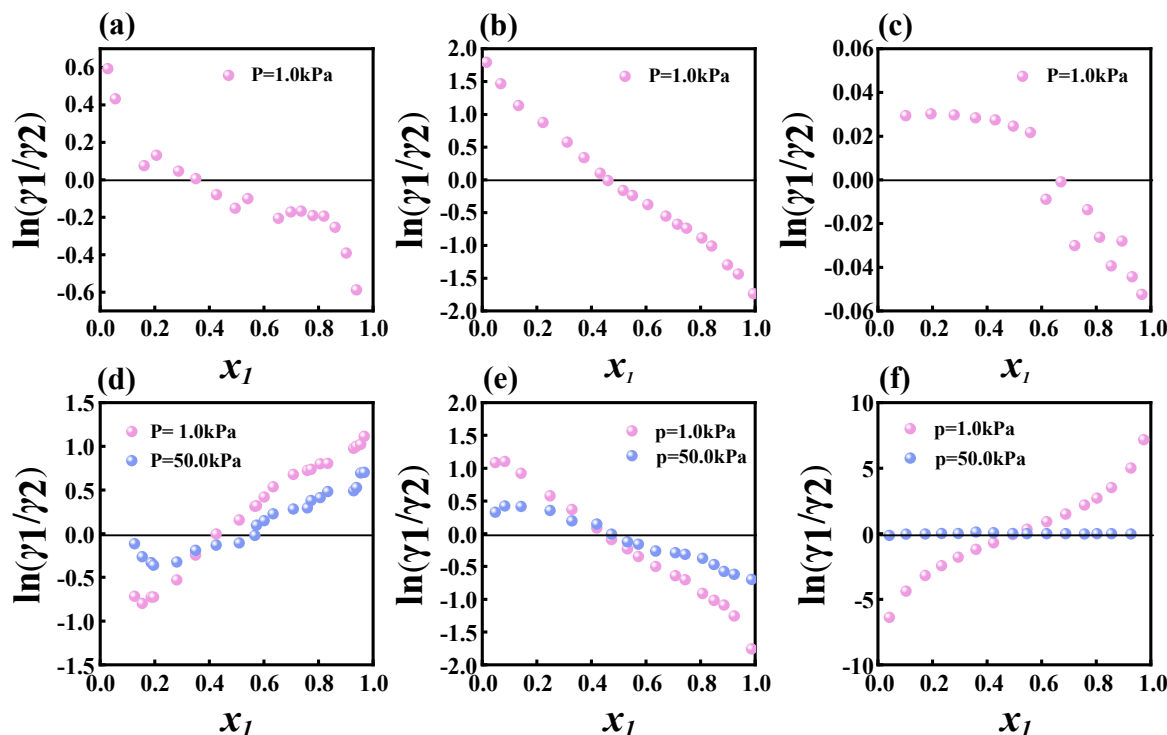 (a)
ln(γ1/γ2)
0.6
0.4
0.2
0.0
-0.2
-0.4
-0.6
P=1.0kPa
0.0 0.2 0.4 0.6 0.8 1.0
x1
(b)
ln(γ1/γ2)
2.0
1.5
1.0
0.5
0.0
-0.5
-1.0
-1.5
-2.0
P=1.0kPa
0.0 0.2 0.4 0.6 0.8 1.0
x1
(c)
ln(γ1/γ2)
0.06
0.04
0.02
0.00
-0.02
-0.04
-0.06
P=1.0kPa
0.0 0.2 0.4 0.6 0.8 1.0
x1
(d)
ln(γ1/γ2)
1.5
1.0
0.5
0.0
-0.5
-1.0
-1.5
P= 1.0kPa
P=50.0kPa
0.0 0.2 0.4 0.6 0.8 1.0
x1
(e)
ln(γ1/γ2)
2.0
1.5
1.0
0.5
0.0
-0.5
-1.0
-1.5
-2.0
p=1.0kPa
p=50.0kPa
0.0 0.2 0.4 0.6 0.8 1.0
x1
(f)
ln(γ1/γ2)
10
5
0
-5
-10
p=1.0kPa
p=50.0kPa
0.0 0.2 0.4 0.6 0.8 1.0
x1